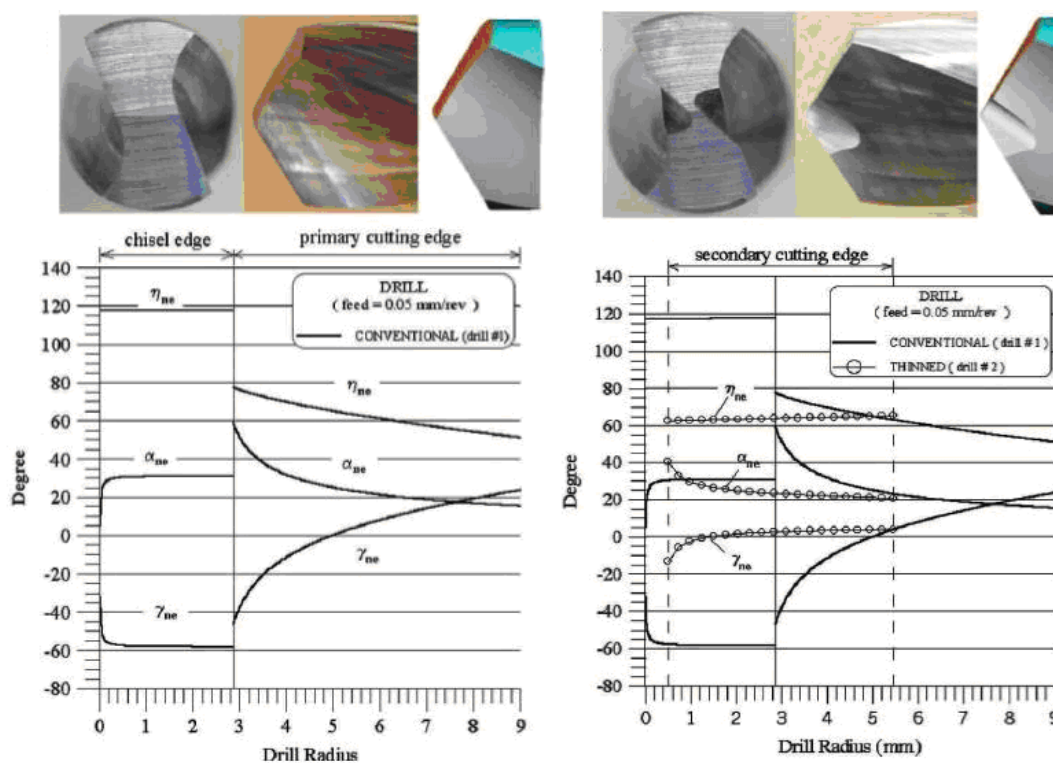 chisel edge primary cutting edge
140
120
100
80
60
40
20
0
-20
-40
-60
-80
Degree
ηne
DRILL
( feed = 0.05 mm/rev )
CONVENTIONAL (drill #1)
ηne
αne
αne
γne
γne
0 1 2 3 4 5 6 7 8 9
Drill Radius
secondary cutting edge
140
120
100
80
60
40
20
0
-20
-40
-60
-80
Degree
DRILL
( feed = 0.05 mm/rev )
CONVENTIONAL ( drill # 1 )
THINNED ( drill # 2 )
ηne
αne
γne
0 1 2 3 4 5 6 7 8 9
Drill Radius (mm)